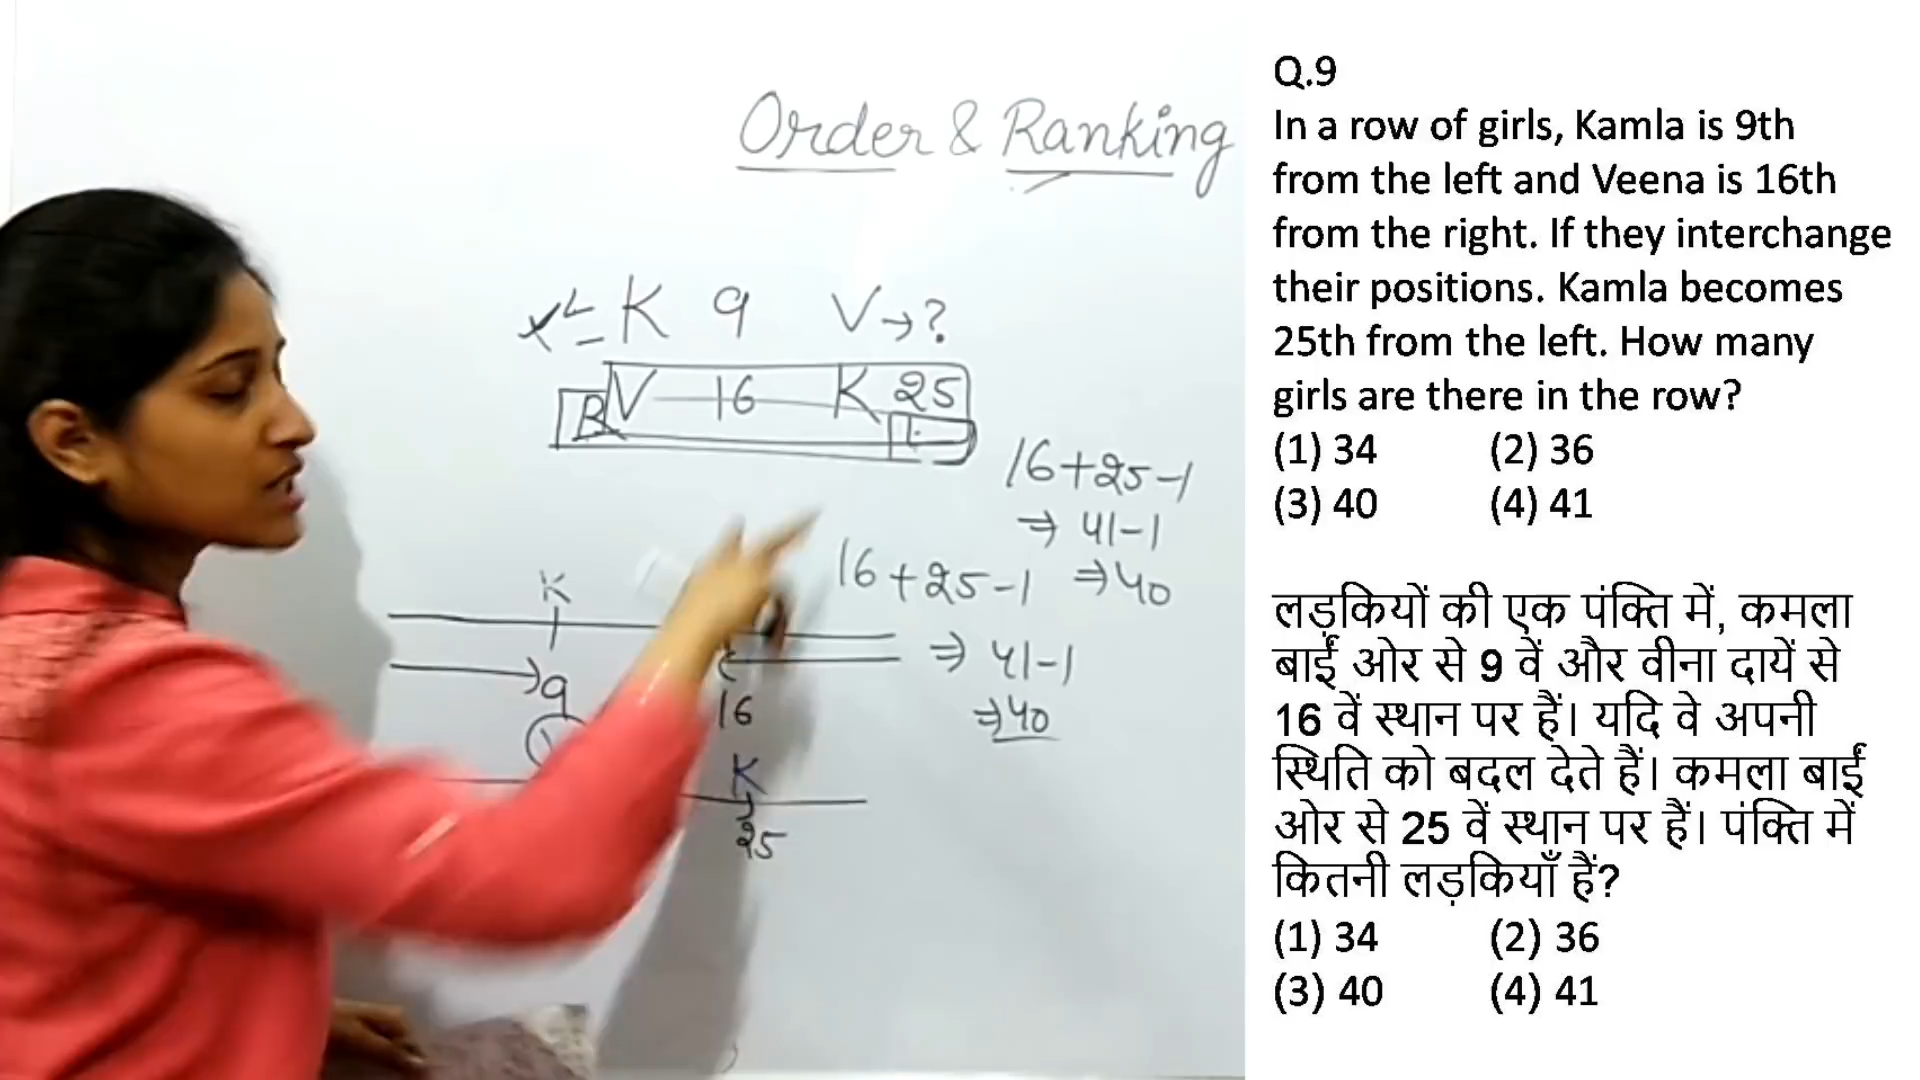 Order & Ranking
K 9 V → ?
V 16 K 25
R L
16+25-1
⇒ 41-1
⇒ 40
K
16+25-1
⇒ 41-1
⇒ 40
9
16
K
25
Q.9
In a row of girls, Kamla is 9th
from the left and Veena is 16th
from the right. If they interchange
their positions. Kamla becomes
25th from the left. How many
girls are there in the row?
(1) 34 (2) 36
(3) 40 (4) 41
लड़कियों की एक पंक्ति में, कमला
बाईं ओर से 9 वें और वीना दायें से
16 वें स्थान पर हैं। यदि वे अपनी
स्थिति को बदल देते हैं। कमला बाईं
ओर से 25 वें स्थान पर हैं। पंक्ति में
कितनी लड़कियाँ हैं?
(1) 34 (2) 36
(3) 40 (4) 41